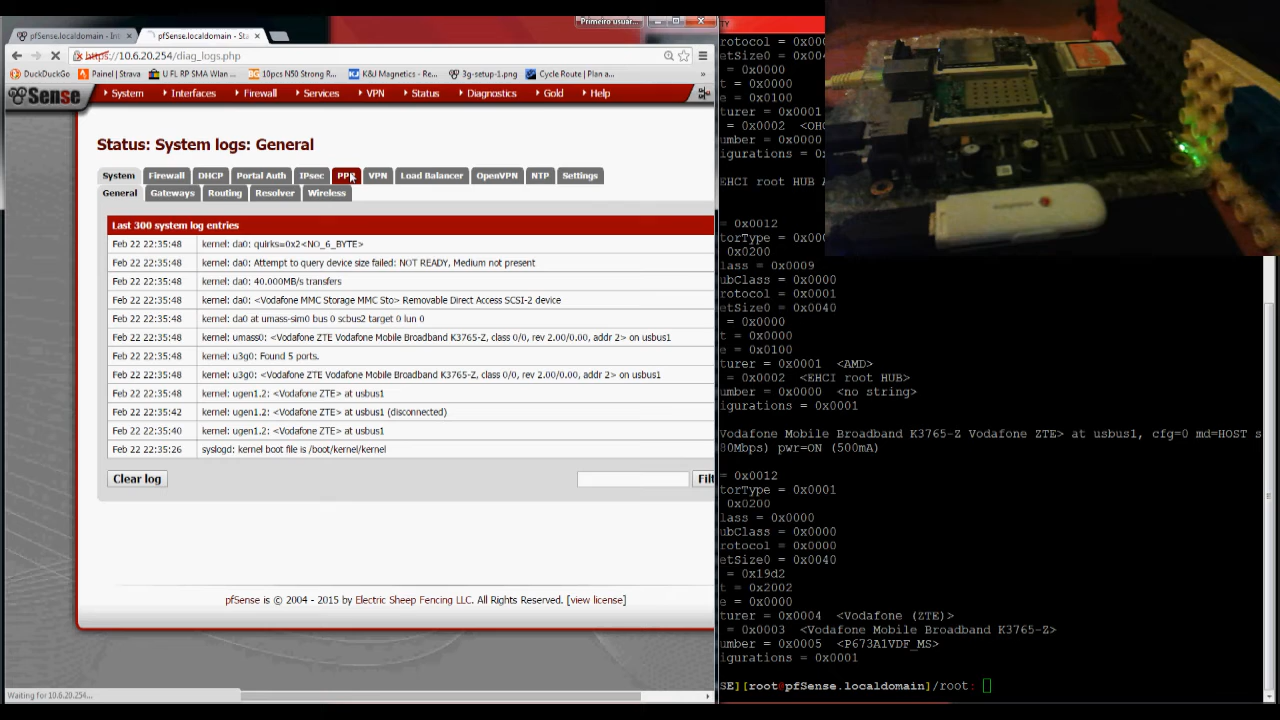 Primeiro usuar...
pfSense.localdomain - Int
pfSense.localdomain - Sta
https://10.6.20.254/diag_logs.php
DuckDuckGo
Painel | Strava
U FL RP SMA Wlan ...
10pcs N50 Strong R...
K&J Magnetics - Re...
3g-setup-1.png
Cycle Route | Plan a...
»
Sense
System
Interfaces
Firewall
Services
VPN
Status
Diagnostics
Gold
Help
Status: System logs: General
System
Firewall
DHCP
Portal Auth
IPsec
PPP
VPN
Load Balancer
OpenVPN
NTP
Settings
General
Gateways
Routing
Resolver
Wireless
Last 300 system log entries
Feb 22 22:35:48 kernel: da0: quirks=0x2<NO_6_BYTE>
Feb 22 22:35:48 kernel: da0: Attempt to query device size failed: NOT READY, Medium not present
Feb 22 22:35:48 kernel: da0: 40.000MB/s transfers
Feb 22 22:35:48 kernel: da0: <Vodafone MMC Storage MMC Sto> Removable Direct Access SCSI-2 device
Feb 22 22:35:48 kernel: da0 at umass-sim0 bus 0 scbus2 target 0 lun 0
Feb 22 22:35:48 kernel: umass0: <Vodafone ZTE Vodafone Mobile Broadband K3765-Z, class 0/0, rev 2.00/0.00, addr 2> on usbus1
Feb 22 22:35:48 kernel: u3g0: Found 5 ports.
Feb 22 22:35:48 kernel: u3g0: <Vodafone ZTE Vodafone Mobile Broadband K3765-Z, class 0/0, rev 2.00/0.00, addr 2> on usbus1
Feb 22 22:35:48 kernel: ugen1.2: <Vodafone ZTE> at usbus1
Feb 22 22:35:42 kernel: ugen1.2: <Vodafone ZTE> at usbus1 (disconnected)
Feb 22 22:35:40 kernel: ugen1.2: <Vodafone ZTE> at usbus1
Feb 22 22:35:26 syslogd: kernel boot file is /boot/kernel/kernel
Clear log
Filt
pfSense is © 2004 - 2015 by Electric Sheep Fencing LLC. All Rights Reserved. [view license]
Waiting for 10.6.20.254...
otocol = 0x000
etSize0 = 0x004
= 0x0000
t = 0x0000
e = 0x0100
turer = 0x0001
= 0x0002 <OHC
igurations = 0x
EHCI root HUB A
= 0x0012
torType = 0x000
0x0200
lass = 0x0009
ubClass = 0x0000
rotocol = 0x0001
etSize0 = 0x0040
= 0x0000
t = 0x0000
e = 0x0100
turer = 0x0001 <AMD>
= 0x0002 <EHCI root HUB>
umber = 0x0000 <no string>
igurations = 0x0001
Vodafone Mobile Broadband K3765-Z Vodafone ZTE> at usbus1, cfg=0 md=HOST s
80Mbps) pwr=ON (500mA)
= 0x0012
torType = 0x0001
0x0200
lass = 0x0000
ubClass = 0x0000
rotocol = 0x0000
etSize0 = 0x0040
= 0x19d2
t = 0x2002
e = 0x0000
turer = 0x0004 <Vodafone (ZTE)>
= 0x0003 <Vodafone Mobile Broadband K3765-Z>
umber = 0x0005 <P673A1VDF_MS>
igurations = 0x0001
SE][root@pfSense.localdomain]/root: